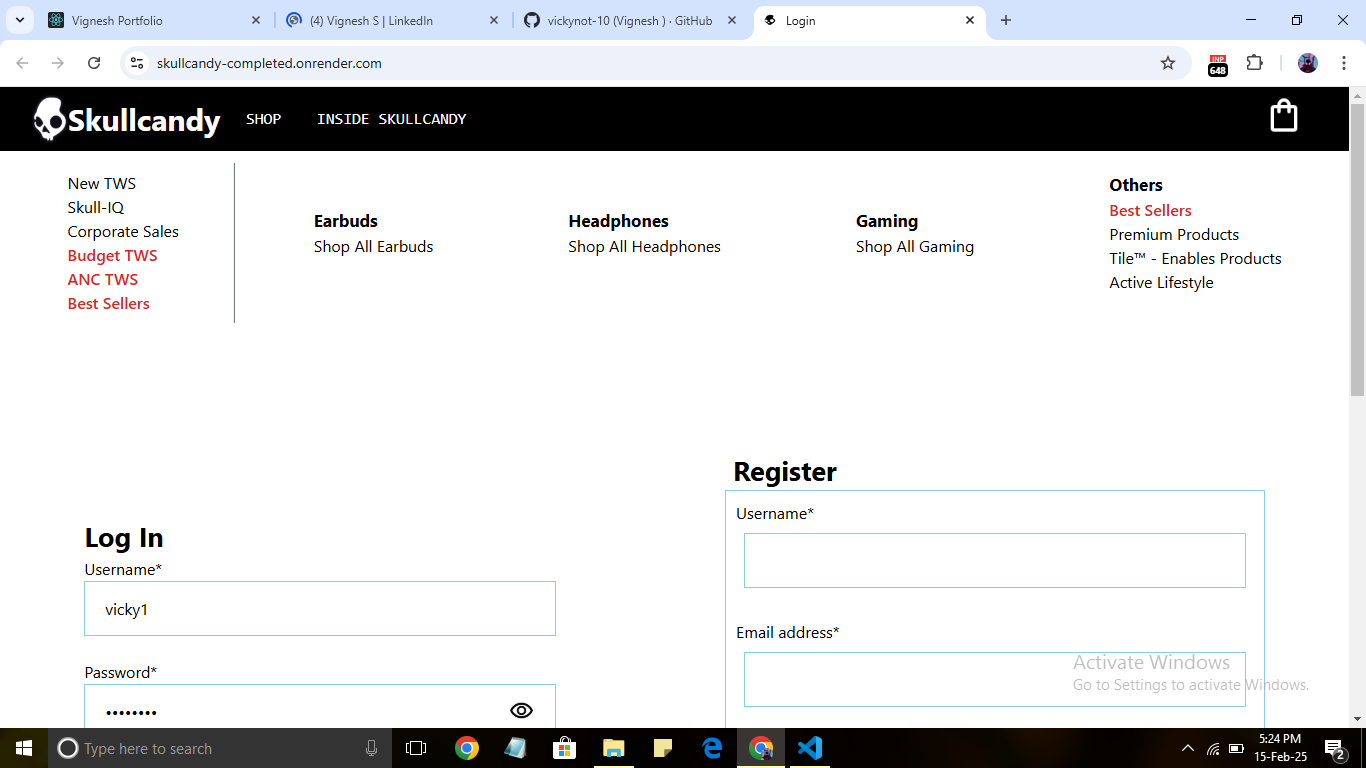 Vignesh Portfolio
(4) Vignesh S | LinkedIn
vickynot-10 (Vignesh ) · GitHub
Login
skullcandy-completed.onrender.com
INP
648
Skullcandy
SHOP
INSIDE SKULLCANDY
New TWS
Skull-IQ
Corporate Sales
Budget TWS
ANC TWS
Best Sellers
Earbuds
Shop All Earbuds
Headphones
Shop All Headphones
Gaming
Shop All Gaming
Others
Best Sellers
Premium Products
Tile™ - Enables Products
Active Lifestyle
Log In
Username*
vicky1
Password*
••••••••
Register
Username*
Email address*
Activate Windows
Go to Settings to activate Windows.
Type here to search
5:24 PM
15-Feb-25
2